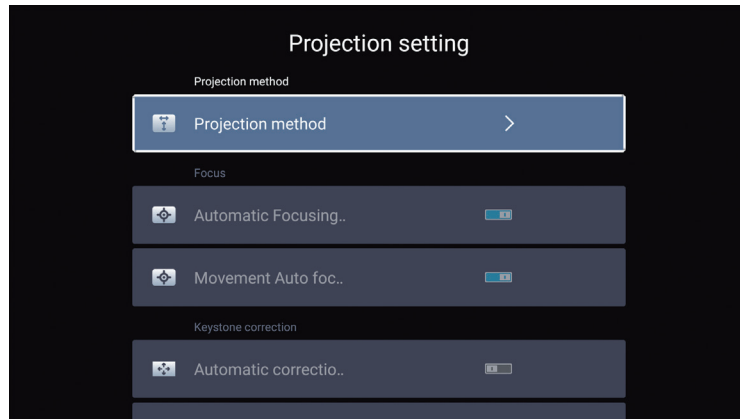 Projection setting
Projection method
Projection method
Focus
Automatic Focusing..
Movement Auto foc..
Keystone correction
Automatic correctio..